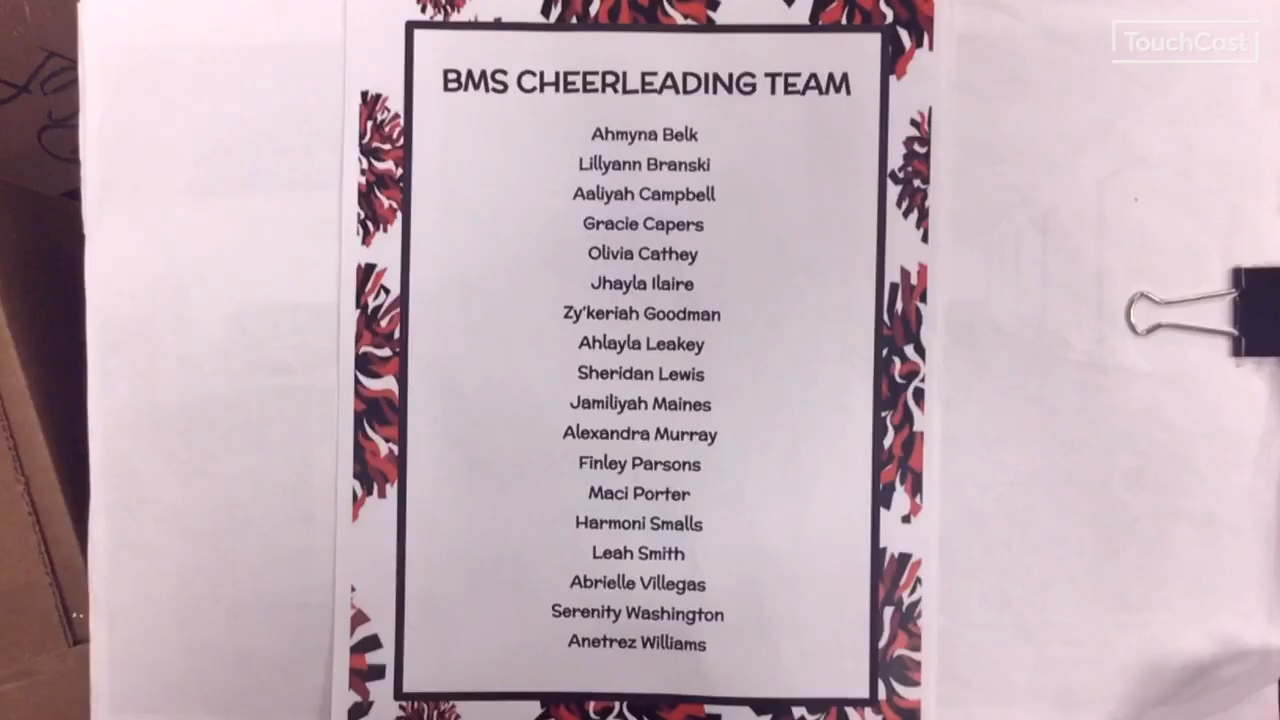 TouchCast
BMS CHEERLEADING TEAM
Ahmyna Belk
Lillyann Branski
Aaliyah Campbell
Gracie Capers
Olivia Cathey
Jhayla Ilaire
Zy'keriah Goodman
Ahlayla Leakey
Sheridan Lewis
Jamiliyah Maines
Alexandra Murray
Finley Parsons
Maci Porter
Harmoni Smalls
Leah Smith
Abrielle Villegas
Serenity Washington
Anetrez Williams